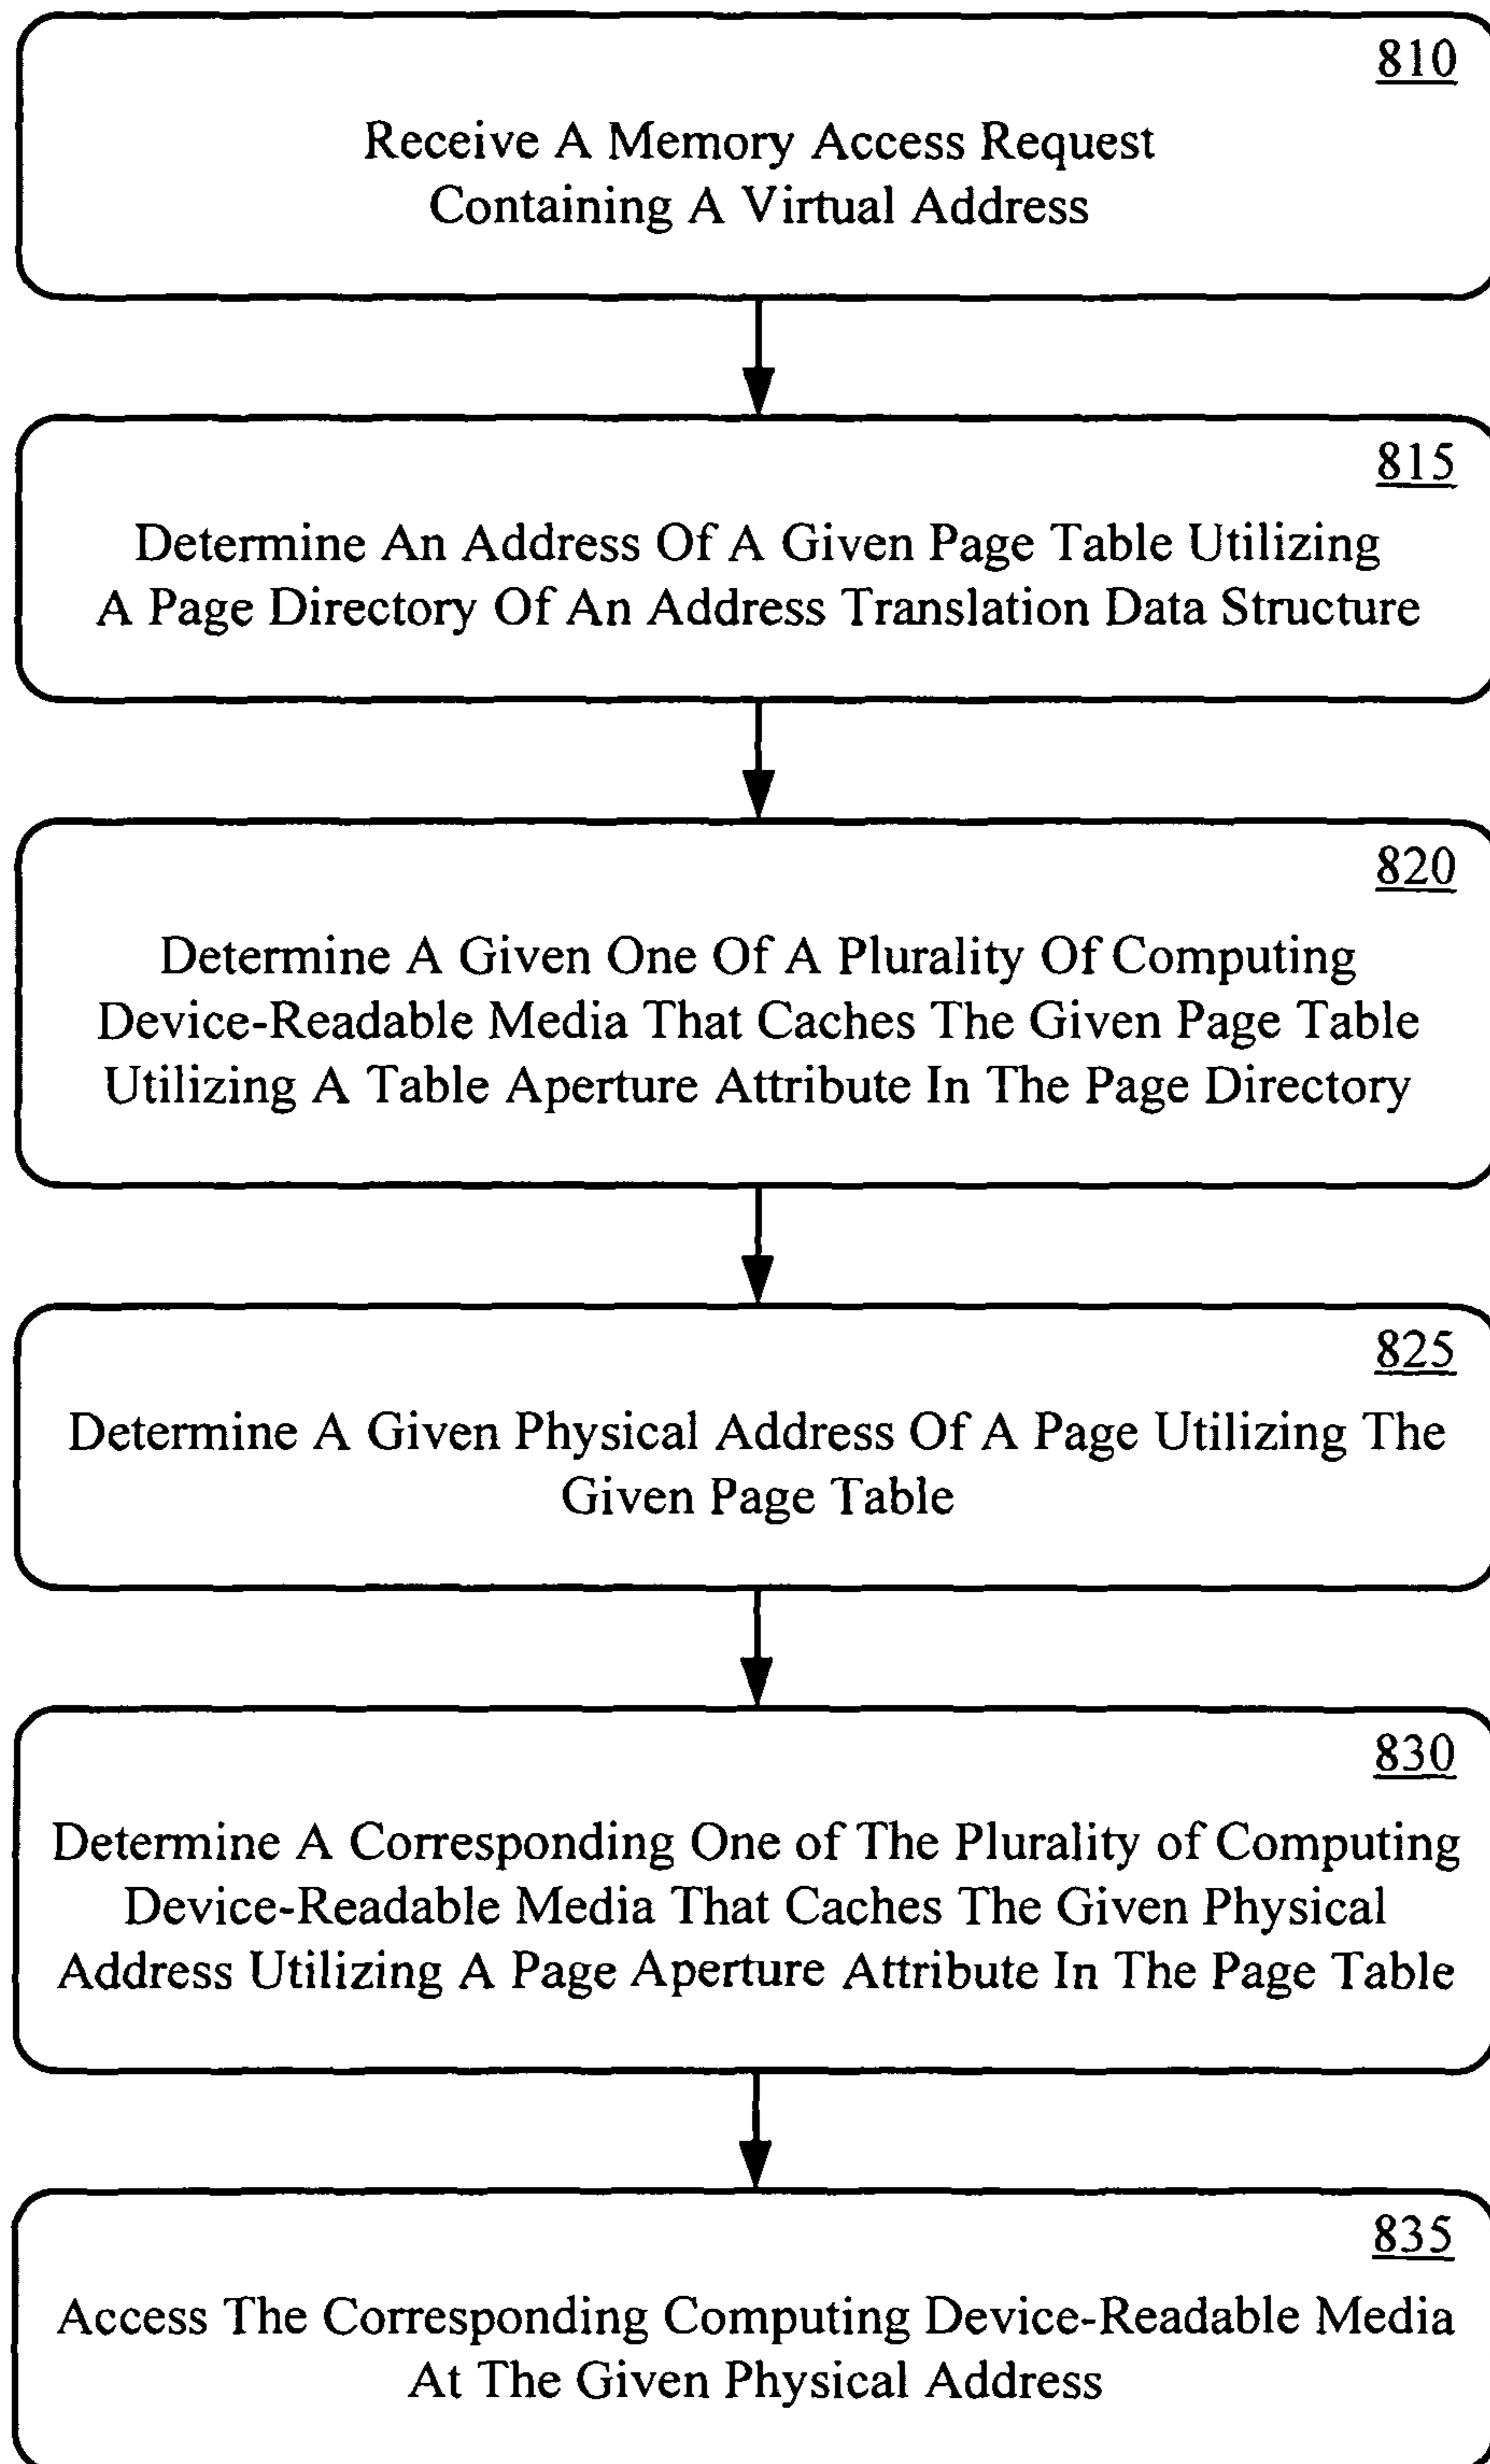 810
Receive A Memory Access Request
Containing A Virtual Address
815
Determine An Address Of A Given Page Table Utilizing
A Page Directory Of An Address Translation Data Structure
820
Determine A Given One Of A Plurality Of Computing
Device-Readable Media That Caches The Given Page Table
Utilizing A Table Aperture Attribute In The Page Directory
825
Determine A Given Physical Address Of A Page Utilizing The
Given Page Table
830
Determine A Corresponding One of The Plurality of Computing
Device-Readable Media That Caches The Given Physical
Address Utilizing A Page Aperture Attribute In The Page Table
835
Access The Corresponding Computing Device-Readable Media
At The Given Physical Address